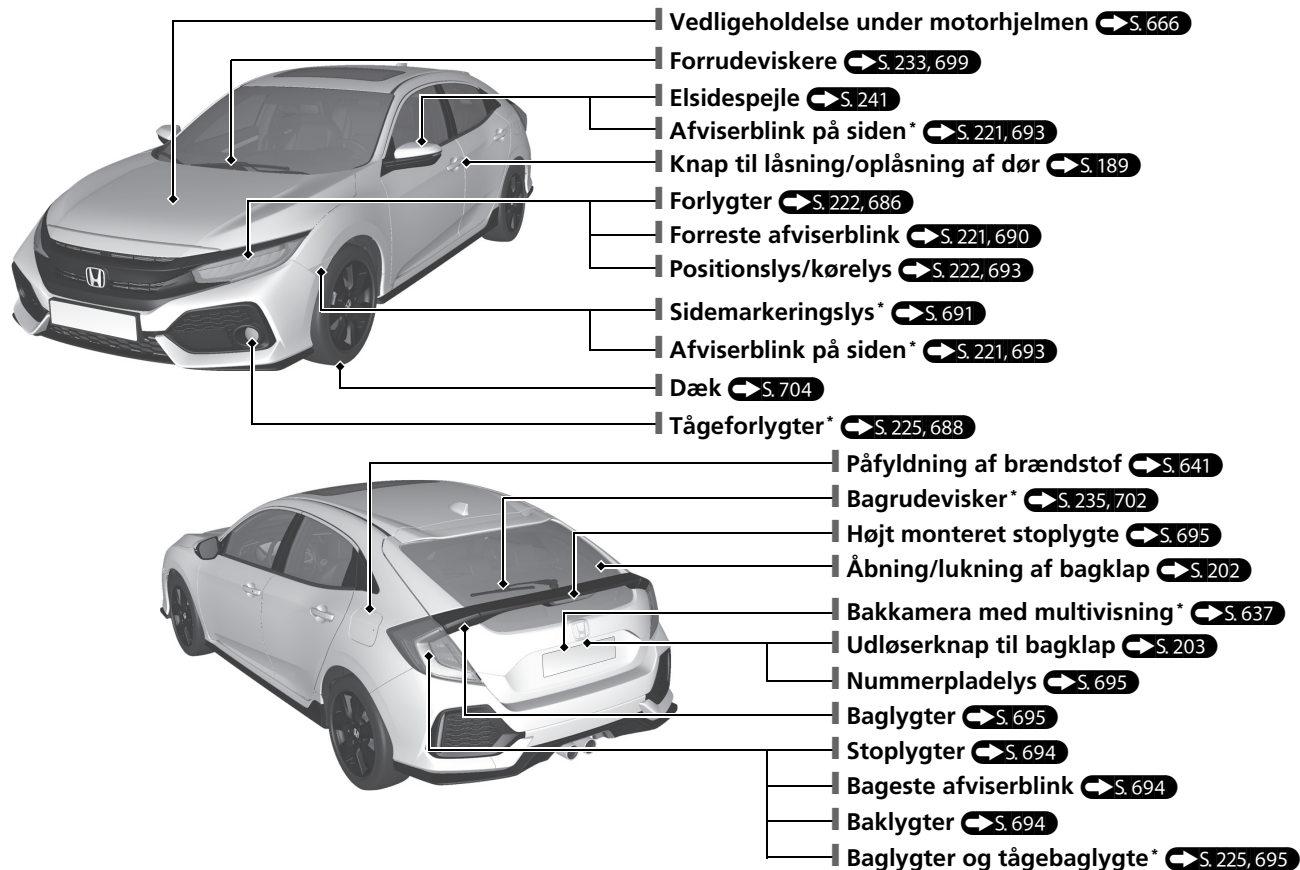 Vedligeholdelse under motorhjelmen S. 666
Forrudeviskere S. 233, 699
Elsidespejle S. 241
Afviserblink på siden* S. 221, 693
Knap til låsning/oplåsning af dør S. 189
Forlygter S. 222, 686
Forreste afviserblink S. 221, 690
Positionslys/kørelys S. 222, 693
Sidemarkeringslys* S. 691
Afviserblink på siden* S. 221, 693
Dæk S. 704
Tågeforlygter* S. 225, 688
Påfyldning af brændstof S. 641
Bagrudevisker* S. 235, 702
Højt monteret stoplygte S. 695
Åbning/lukning af bagklap S. 202
Bakkamera med multivisning* S. 637
Udløserknap til bagklap S. 203
Nummerpladelys S. 695
Baglygter S. 695
Stoplygter S. 694
Bageste afviserblink S. 694
Baklygter S. 694
Baglygter og tågebaglygte* S. 225, 695